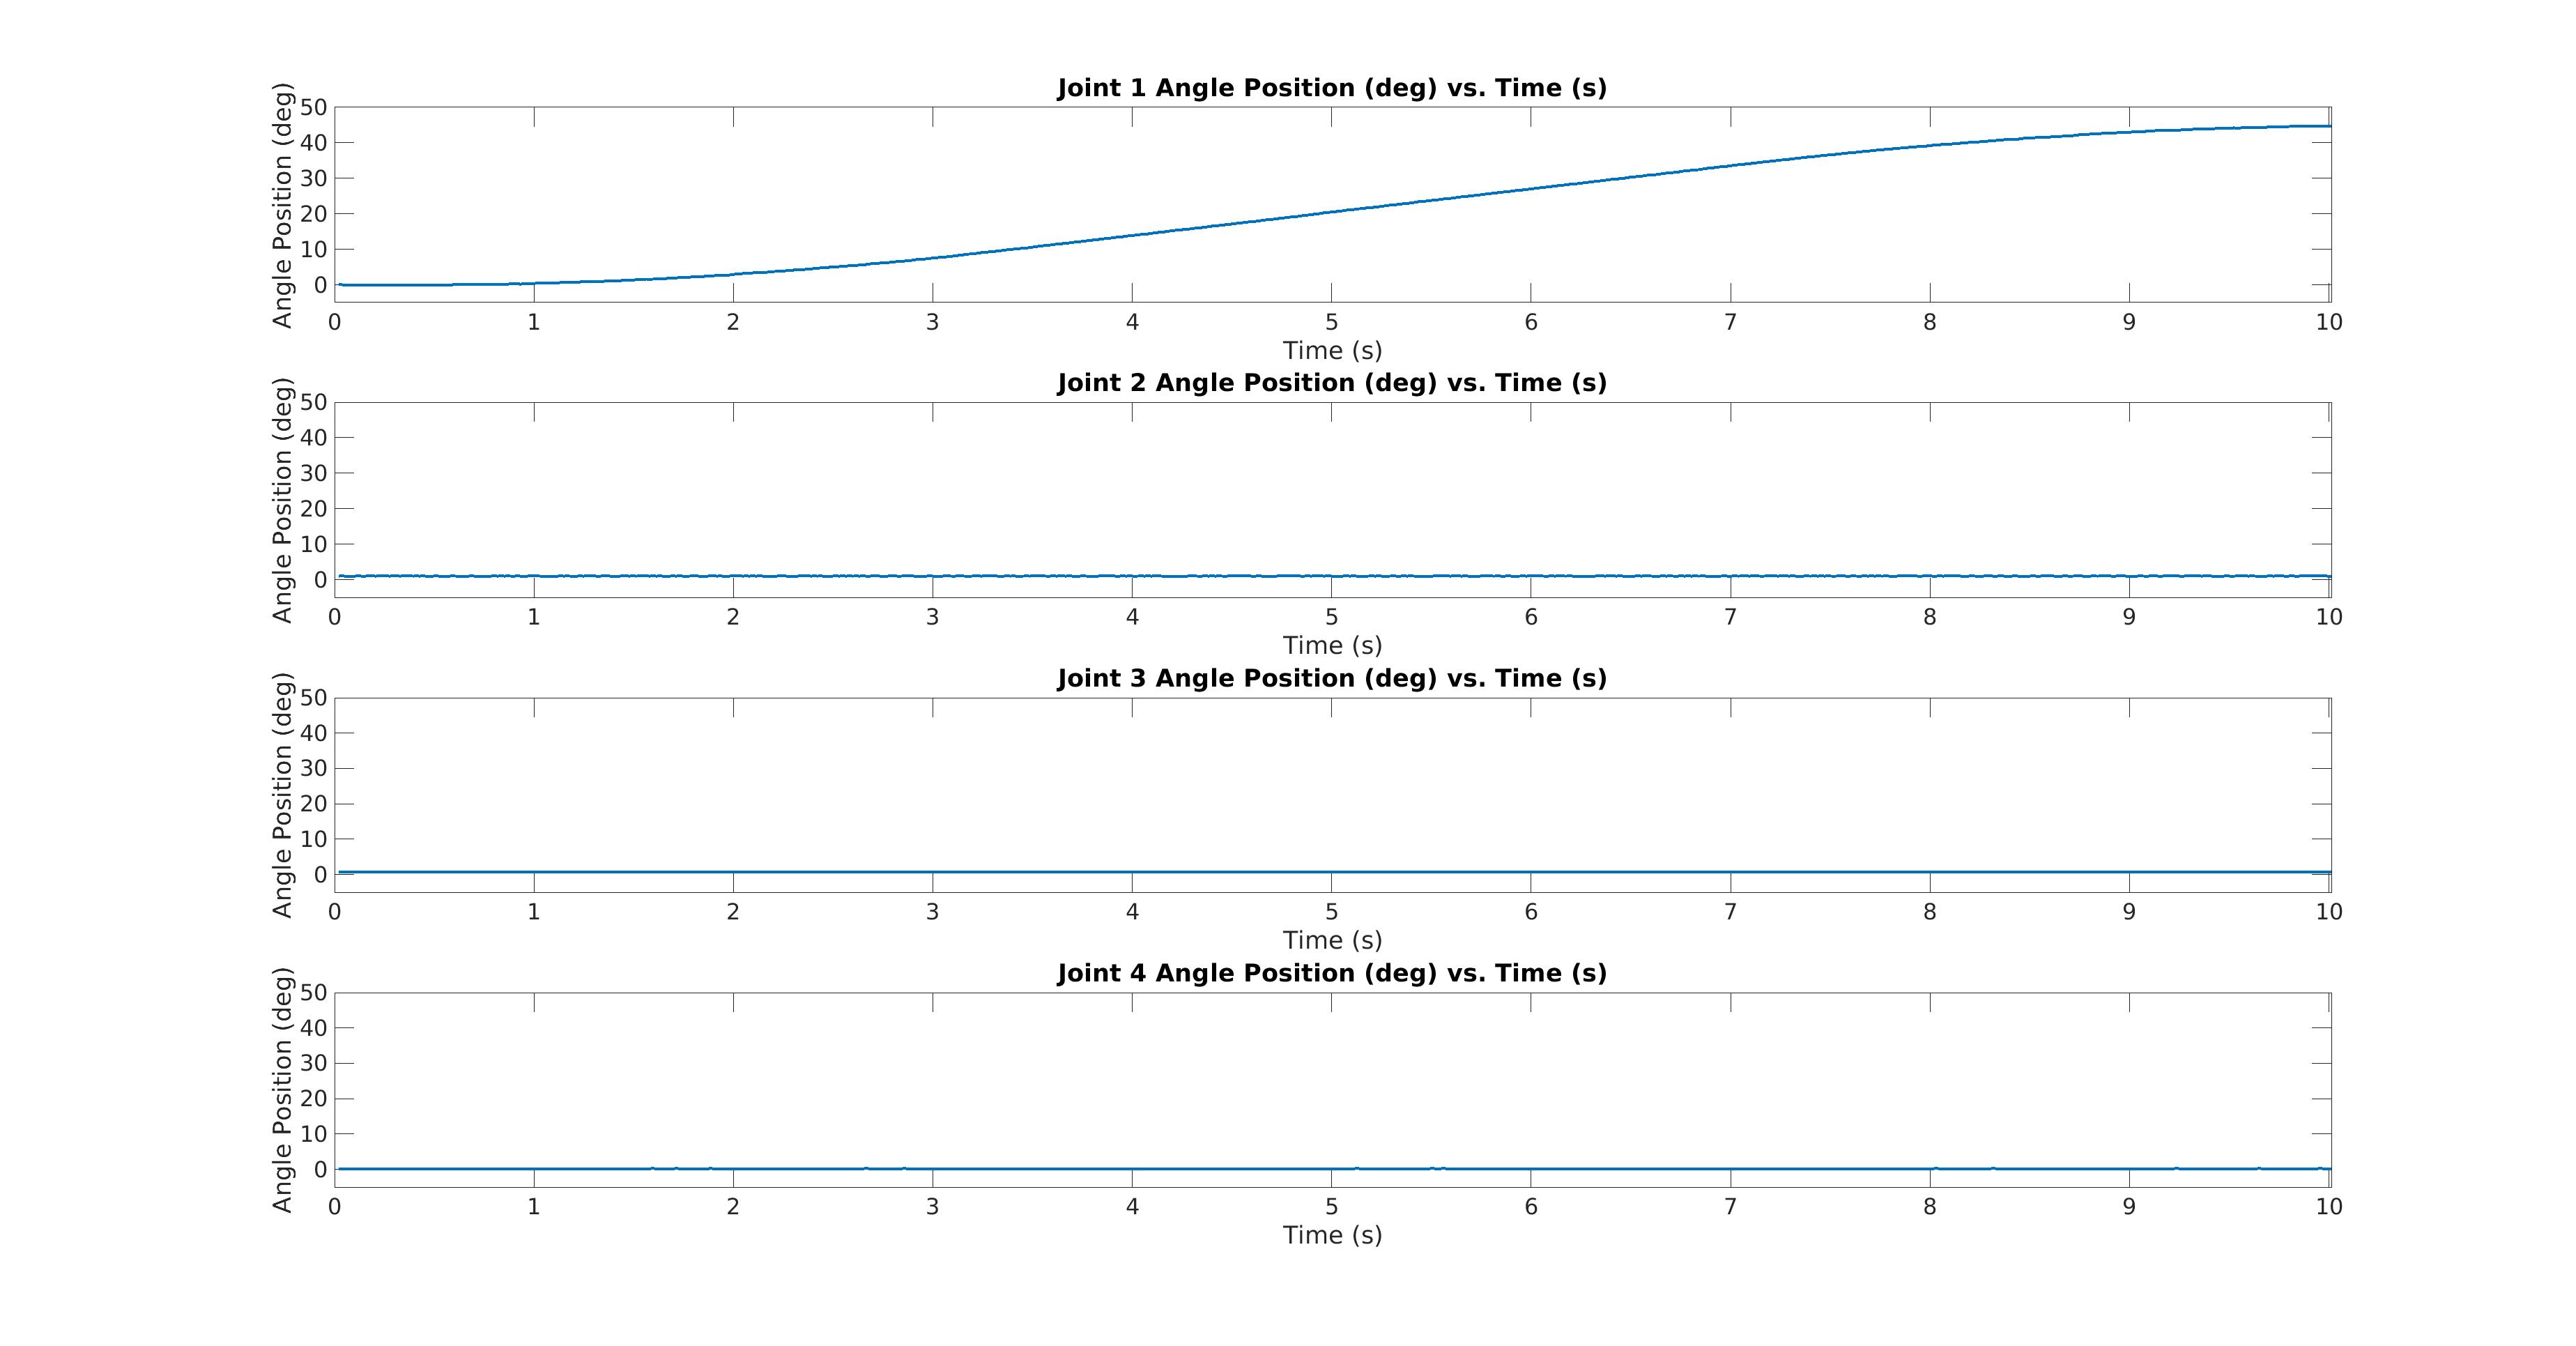 Joint 1 Angle Position (deg) vs. Time (s)
Angle Position (deg)
50
40
30
20
10
0
0 1 2 3 4 5 6 7 8 9 10
Time (s)
Joint 2 Angle Position (deg) vs. Time (s)
Angle Position (deg)
50
40
30
20
10
0
0 1 2 3 4 5 6 7 8 9 10
Time (s)
Joint 3 Angle Position (deg) vs. Time (s)
Angle Position (deg)
50
40
30
20
10
0
0 1 2 3 4 5 6 7 8 9 10
Time (s)
Joint 4 Angle Position (deg) vs. Time (s)
Angle Position (deg)
50
40
30
20
10
0
0 1 2 3 4 5 6 7 8 9 10
Time (s)